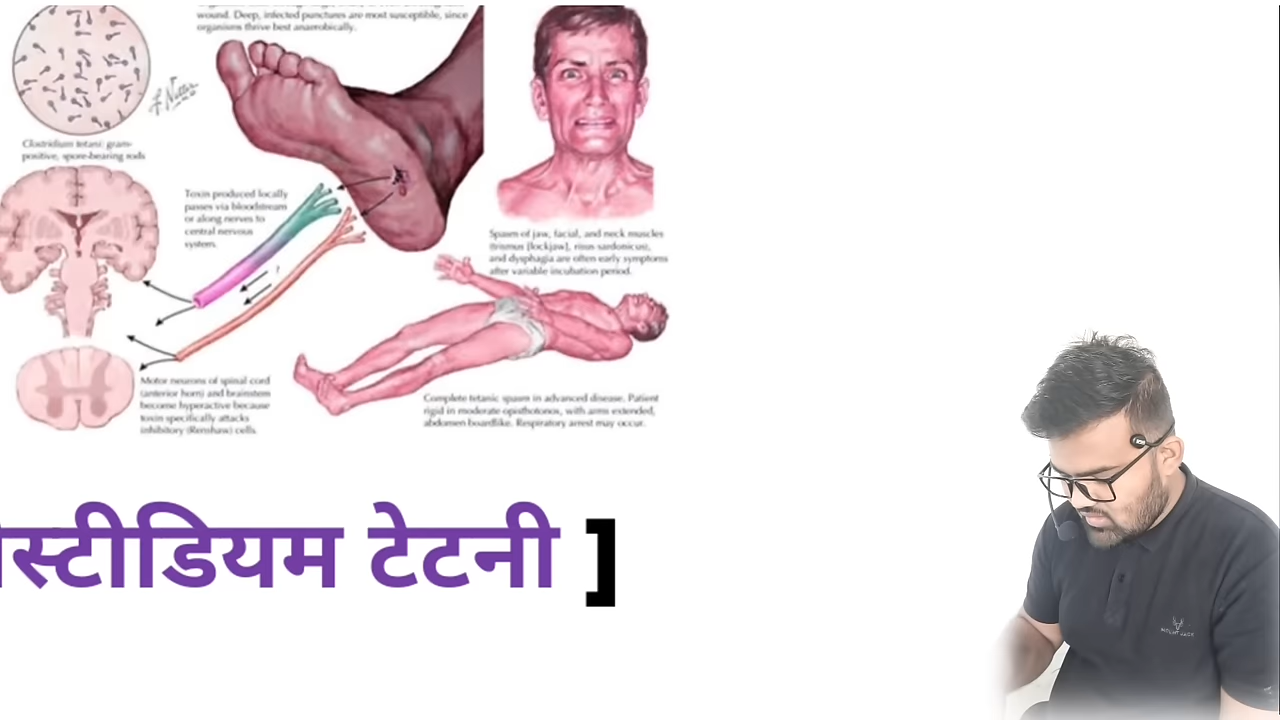 wound. Deep, infected punctures are most susceptible, since
organisms thrive best anaerobically.
Clostridium tetani: gram-
positive, spore-bearing rods
Toxin produced locally
passes via bloodstream
or along nerves to
central nervous
system.
?
Spasm of jaw, facial, and neck muscles
(trismus [lockjaw], risus sardonicus),
and dysphagia are often early symptoms
after variable incubation period.
Motor neurons of spinal cord
(anterior horn) and brainstem
become hyperactive because
toxin specifically attacks
inhibitory (Renshaw) cells.
Complete tetanic spasm in advanced disease. Patient
rigid in moderate opisthotonos, with arms extended,
abdomen boardlike. Respiratory arrest may occur.
स्टीडियम टेटनी ]